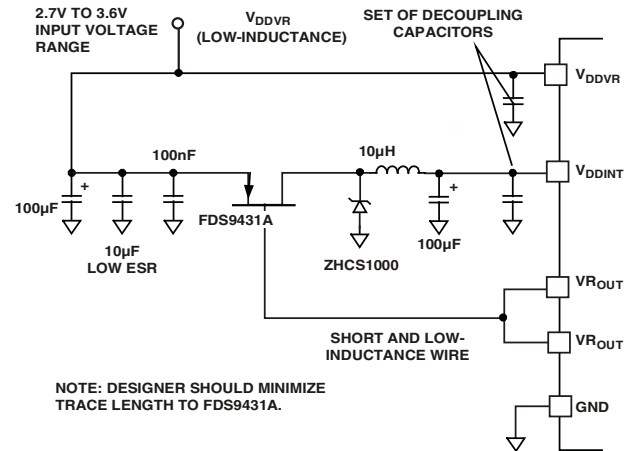 2.7V TO 3.6V
INPUT VOLTAGE
RANGE
VDDVR
(LOW-INDUCTANCE)
SET OF DECOUPLING
CAPACITORS
VDDVR
100nF
10µH
VDDINT
+
100µF
10µF
LOW ESR
FDS9431A
ZHCS1000
+
100µF
VROUT
SHORT AND LOW-
INDUCTANCE WIRE
VROUT
NOTE: DESIGNER SHOULD MINIMIZE
TRACE LENGTH TO FDS9431A.
GND